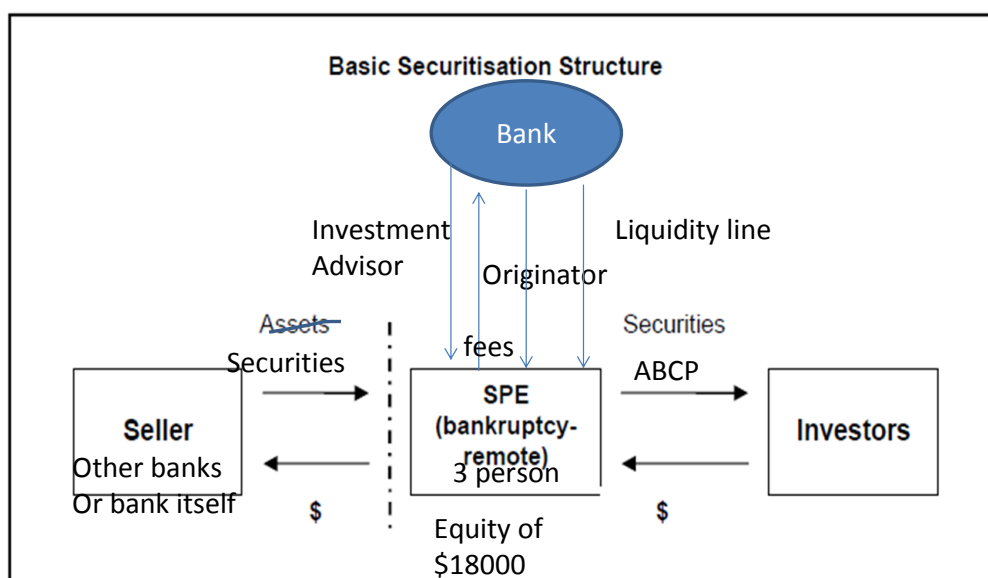 Basic Securitisation Structure
Bank
Investment
Advisor
Originator
Liquidity line
Assets
Securities
fees
Securities
ABCP
Seller
Other banks
Or bank itself
SPE
(bankruptcy-
remote)
3 person
Investors
$
Equity of
$18000
$